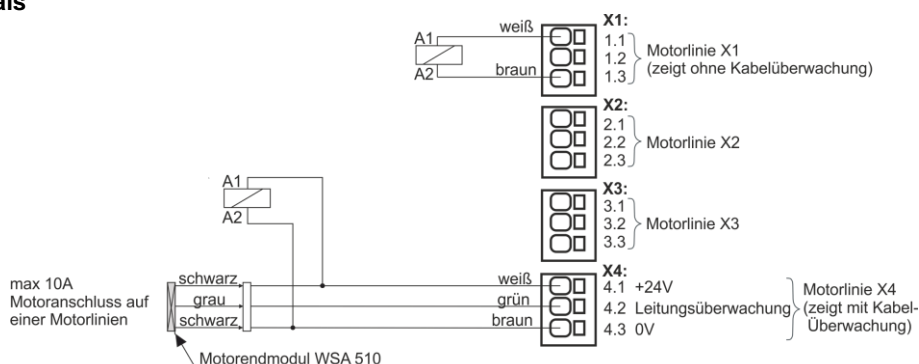 als
X1:
weiß
A1
1.1
1.2
1.3
Motorlinie X1
(zeigt ohne Kabelüberwachung)
A2
braun
X2:
2.1
2.2
2.3
Motorlinie X2
X3:
3.1
3.2
3.3
Motorlinie X3
A1
A2
X4:
max 10A
Motoranschluss auf
einer Motorlinien
schwarz
grau
schwarz
weiß
grün
braun
4.1 +24V
4.2 Leitungsüberwachung
4.3 0V
Motorlinie X4
(zeigt mit Kabel-
Überwachung)
Motorendmodul WSA 510